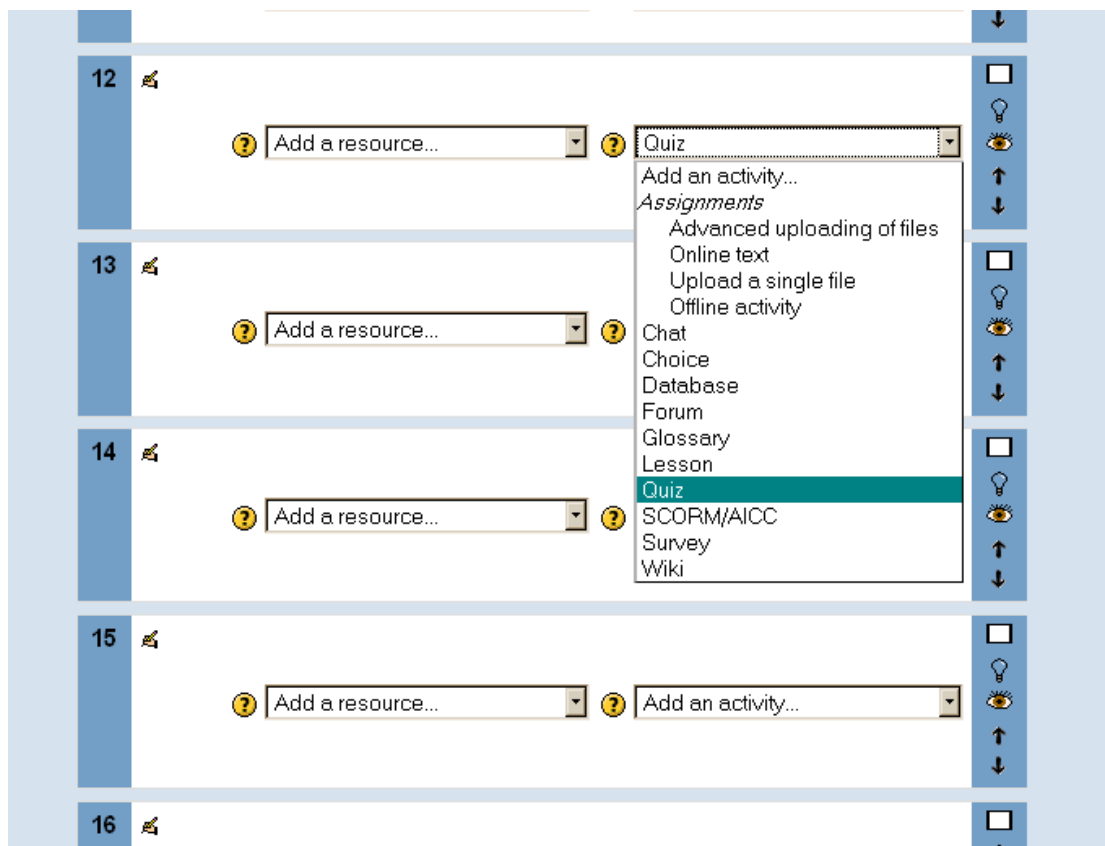 12
Add a resource... Quiz
Add an activity...
Assignments
Advanced uploading of files
Online text
Upload a single file
Offline activity
13
Add a resource... Chat
Choice
Database
Forum
Glossary
14
Lesson
Quiz
Add a resource... SCORM/AICC
Survey
Wiki
15
Add a resource... Add an activity...
16